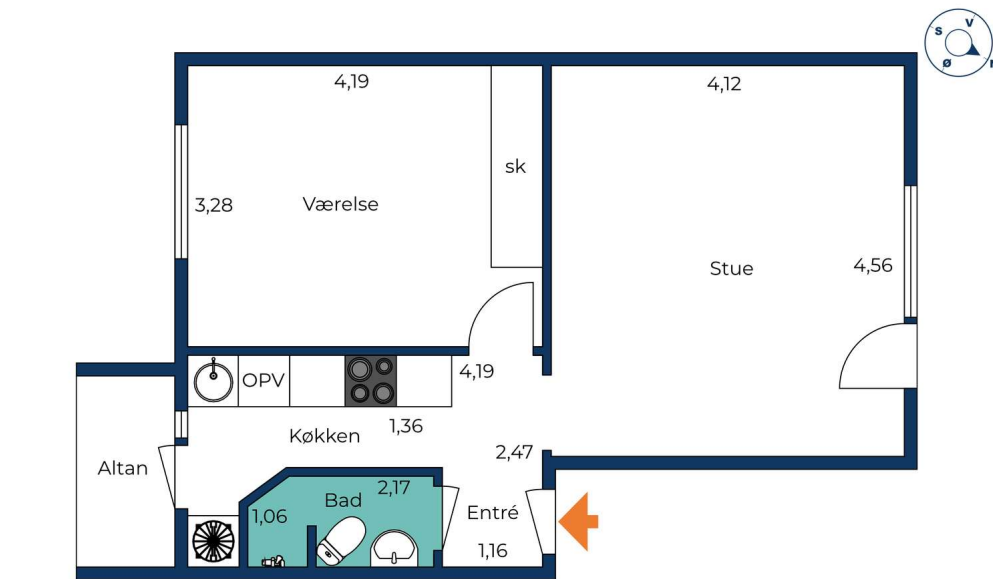 S
V
Ø
N
4,19
4,12
sk
3,28
Værelse
Stue
4,56
OPV
4,19
1,36
Køkken
2,47
Altan
Bad
2,17
1,06
Entré
1,16